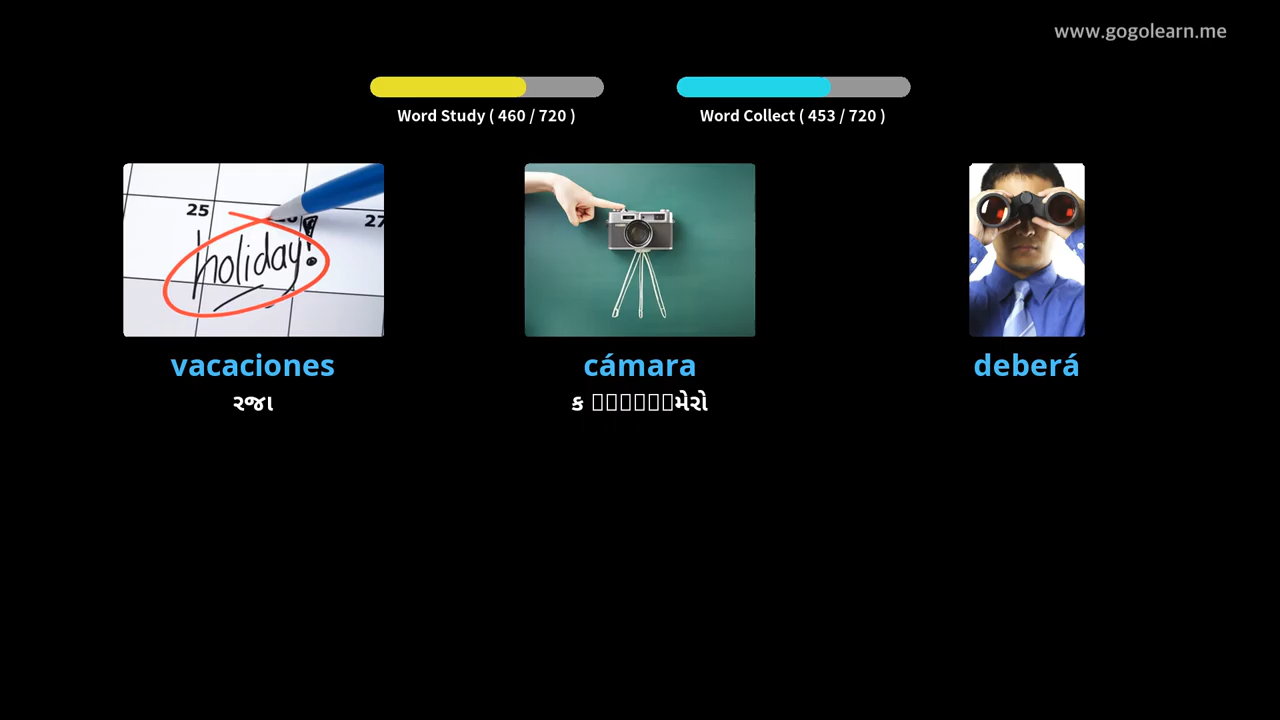 www.gogolearn.me
Word Study ( 460 / 720 )
Word Collect ( 453 / 720 )
25
27
holiday!
vacaciones
cámara
deberá
રજા
ક □□□□□□મેરો